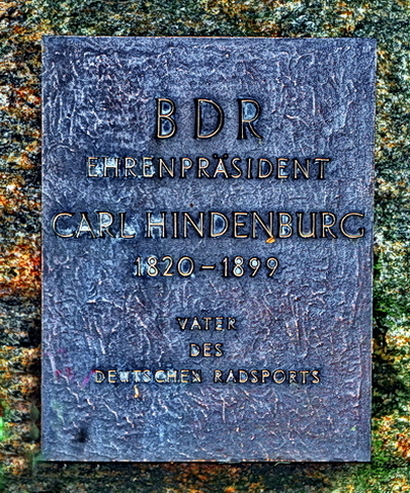 BDR
EHRENPRÄSIDENT
CARL HINDENBURG
1820-1899
VATER
DES
DEUTSCHEN RADSPORTS